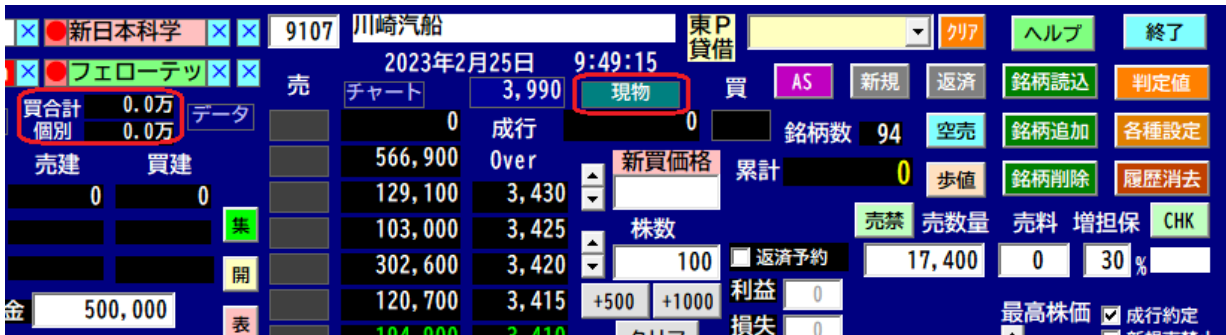 新日本科学 9107 川崎汽船 東P 貸借 クリア ヘルプ 終了
フェローテッ 売 2023年2月25日 9:49:15
チャート 3,990 現物 買 AS 新規 返済 銘柄読込 判定値
買合計 0.0万 データ
個別 0.0万 0 成行 0 銘柄数 94 空売 銘柄追加 各種設定
売建 買建 566,900 Over 新買価格 累計 0 歩値 銘柄削除 履歴消去
0 0 129,100 3,430
集 103,000 3,425 株数 売禁 売数量 売料 増担保 CHK
開 302,600 3,420 100 返済予約 17,400 0 30 %
金 500,000 表 120,700 3,415 +500 +1000 利益 0 最高株価 成行約定
194,000 3,410 クリア 損失 0